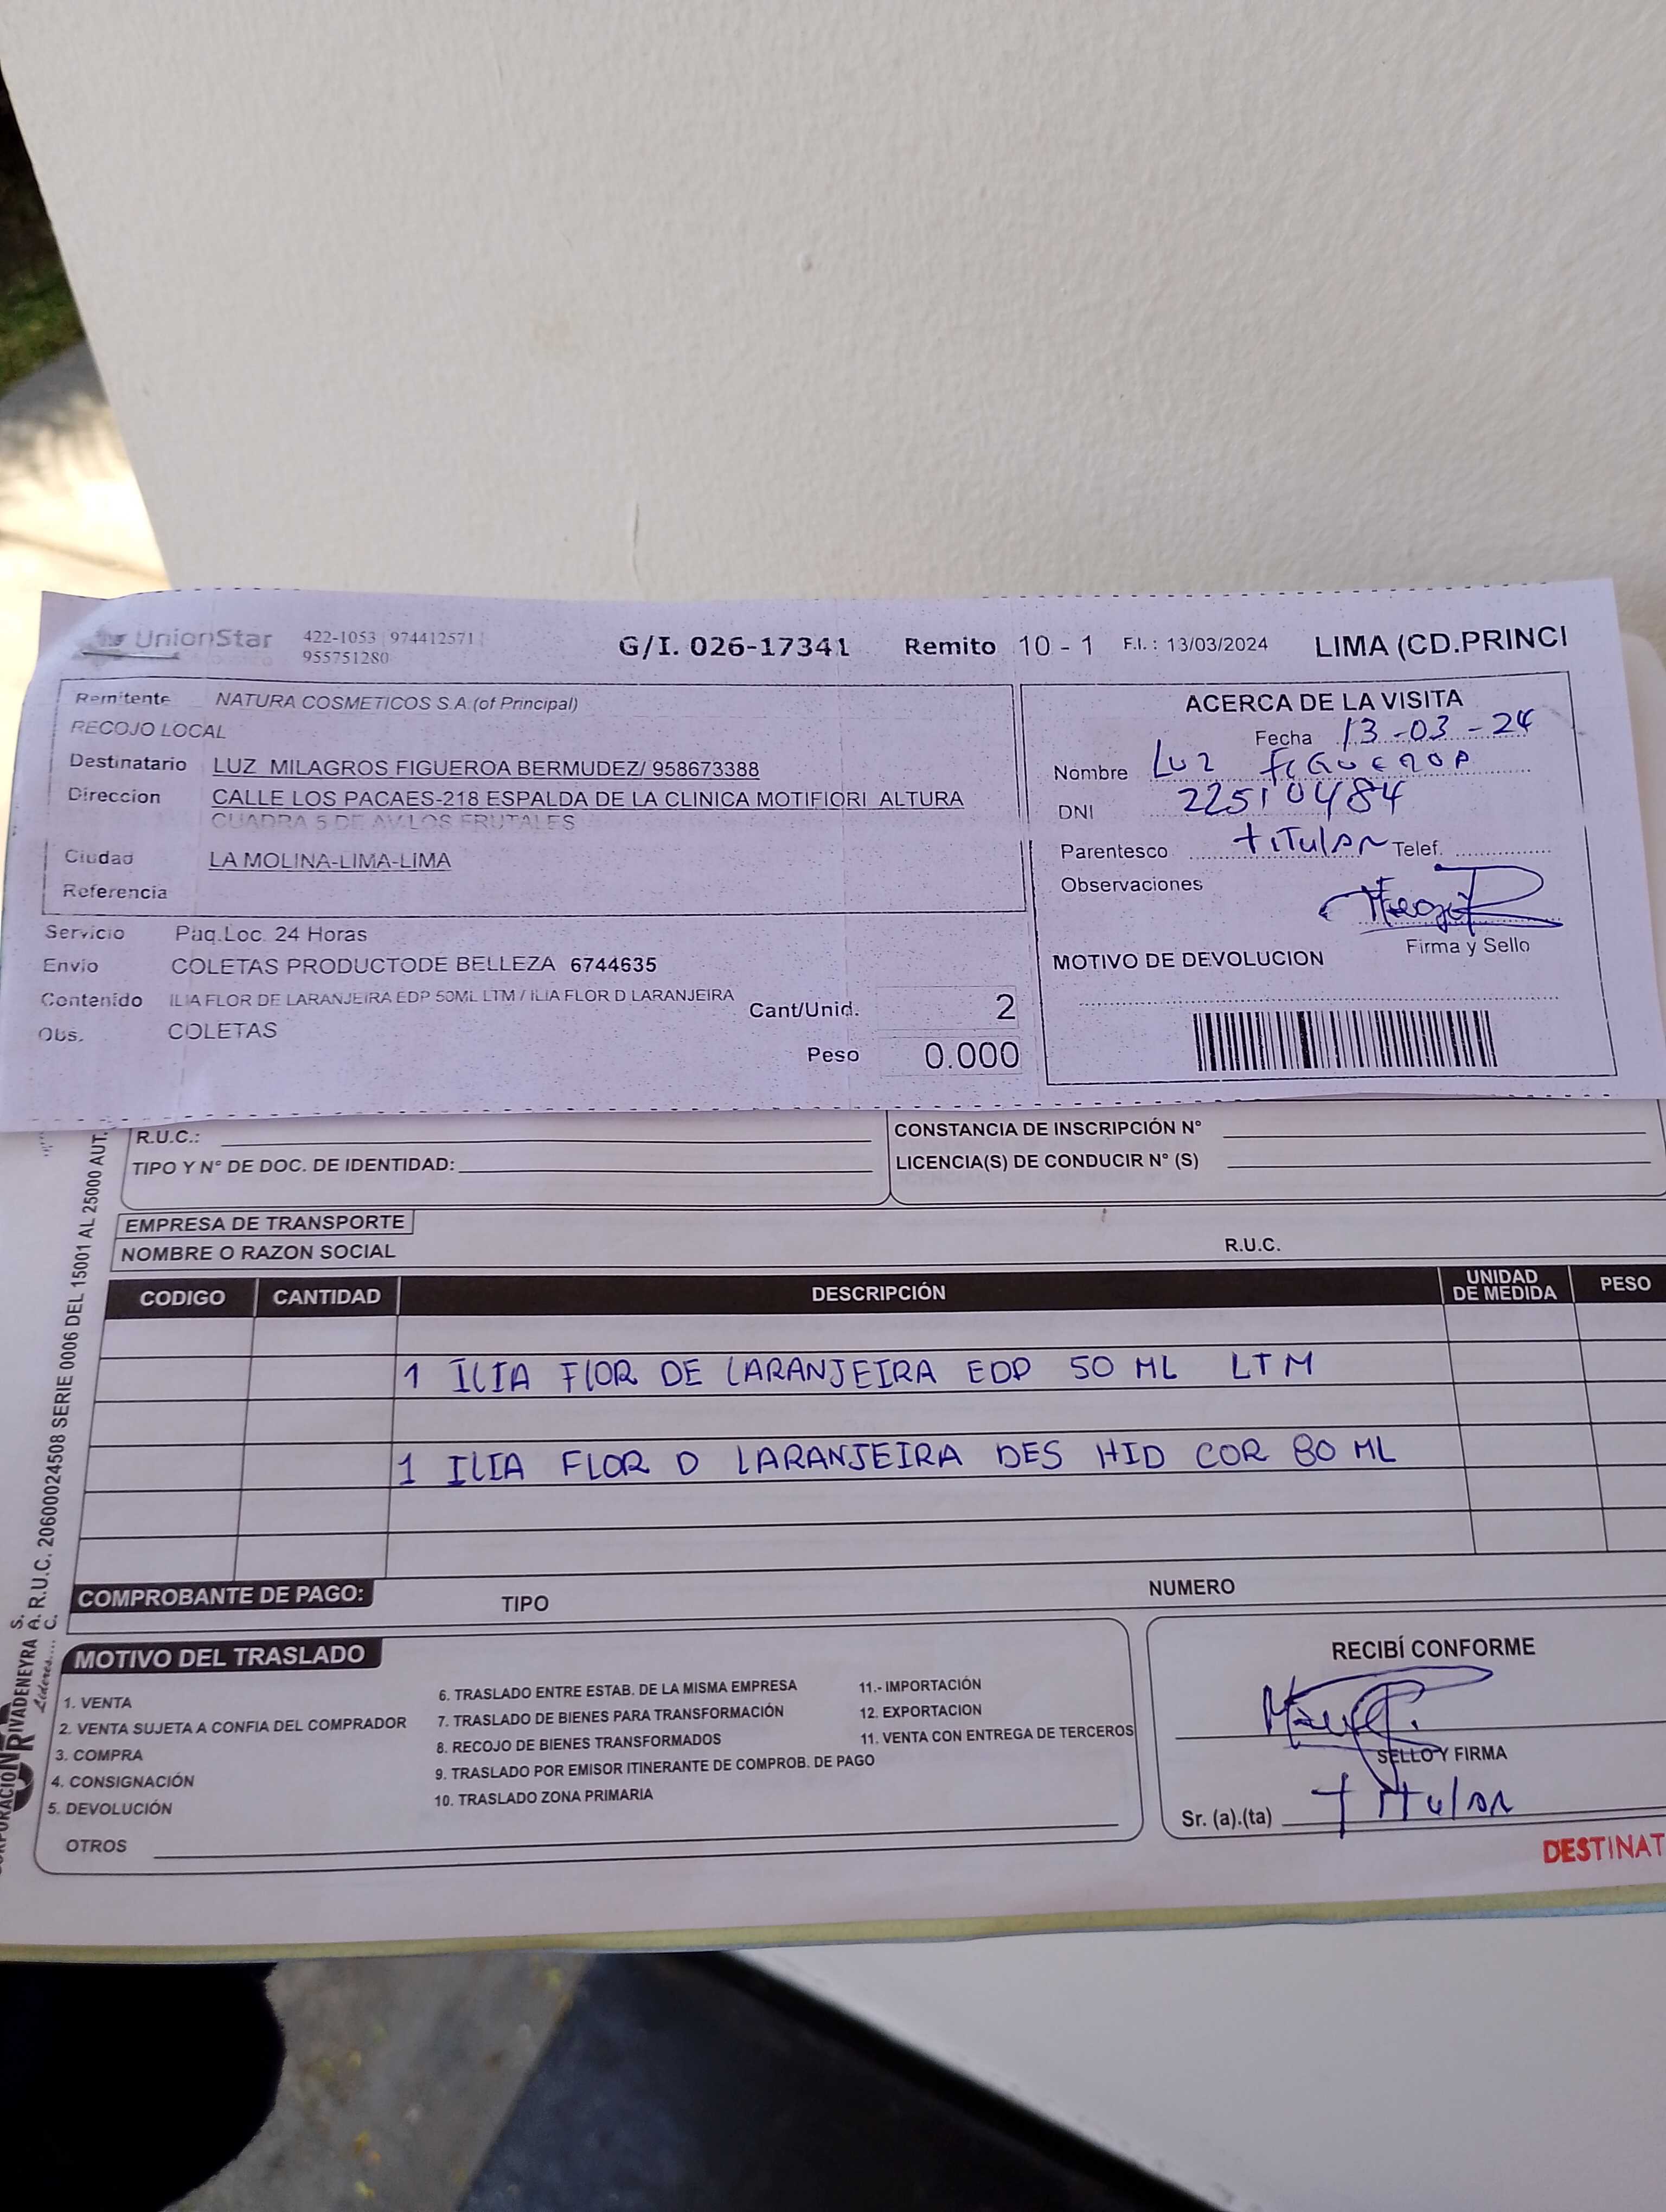 UnionStar
422-1053 974412571
955751280
G/I. 026-17341
Remito 10 - 1
F.I. : 13/03/2024
LIMA (CD.PRINCI
Remitente NATURA COSMETICOS S.A.(of Principal)
RECOJO LOCAL
Destinatario LUZ MILAGROS FIGUEROA BERMUDEZ/ 958673388
Direccion CALLE LOS PACAES-218 ESPALDA DE LA CLINICA MOTIFIORI ALTURA
CUADRA 5 DE AV.LOS FRUTALES
Ciudad LA MOLINA-LIMA-LIMA
Referencia
Servicio Paq.Loc. 24 Horas
Envio COLETAS PRODUCTODE BELLEZA 6744635
Contenido ILIA FLOR DE LARANJEIRA EDP 50ML LTM / ILIA FLOR D LARANJEIRA
Obs. COLETAS
Cant/Unid. 2
Peso 0.000
ACERCA DE LA VISITA
Fecha 13-03-24
Nombre Luz FIGUEROA
DNI 22510484
Parentesco titular Telef.
Observaciones
Firma y Sello
MOTIVO DE DEVOLUCION
R.U.C.:
TIPO Y N° DE DOC. DE IDENTIDAD:
CONSTANCIA DE INSCRIPCIÓN N°
LICENCIA(S) DE CONDUCIR N° (S)
EMPRESA DE TRANSPORTE
NOMBRE O RAZON SOCIAL R.U.C.
CODIGO CANTIDAD DESCRIPCIÓN UNIDAD DE MEDIDA PESO
1 ILIA FLOR DE LARANJEIRA EDP 50 ML LTM
1 ILIA FLOR D LARANJEIRA DES HID COR 80 ML
COMPROBANTE DE PAGO: TIPO NUMERO
MOTIVO DEL TRASLADO
1. VENTA
2. VENTA SUJETA A CONFIA DEL COMPRADOR
3. COMPRA
4. CONSIGNACIÓN
5. DEVOLUCIÓN
6. TRASLADO ENTRE ESTAB. DE LA MISMA EMPRESA
7. TRASLADO DE BIENES PARA TRANSFORMACIÓN
8. RECOJO DE BIENES TRANSFORMADOS
9. TRASLADO POR EMISOR ITINERANTE DE COMPROB. DE PAGO
10. TRASLADO ZONA PRIMARIA
11.- IMPORTACIÓN
12. EXPORTACION
11. VENTA CON ENTREGA DE TERCEROS
OTROS
RECIBÍ CONFORME
SELLO Y FIRMA
Sr. (a).(ta) titular
DESTINAT
RIVADENEYRA S.A.C. R.U.C. 20600024508 SERIE 0006 DEL 15001 AL 25000 AUT.
Líderes....